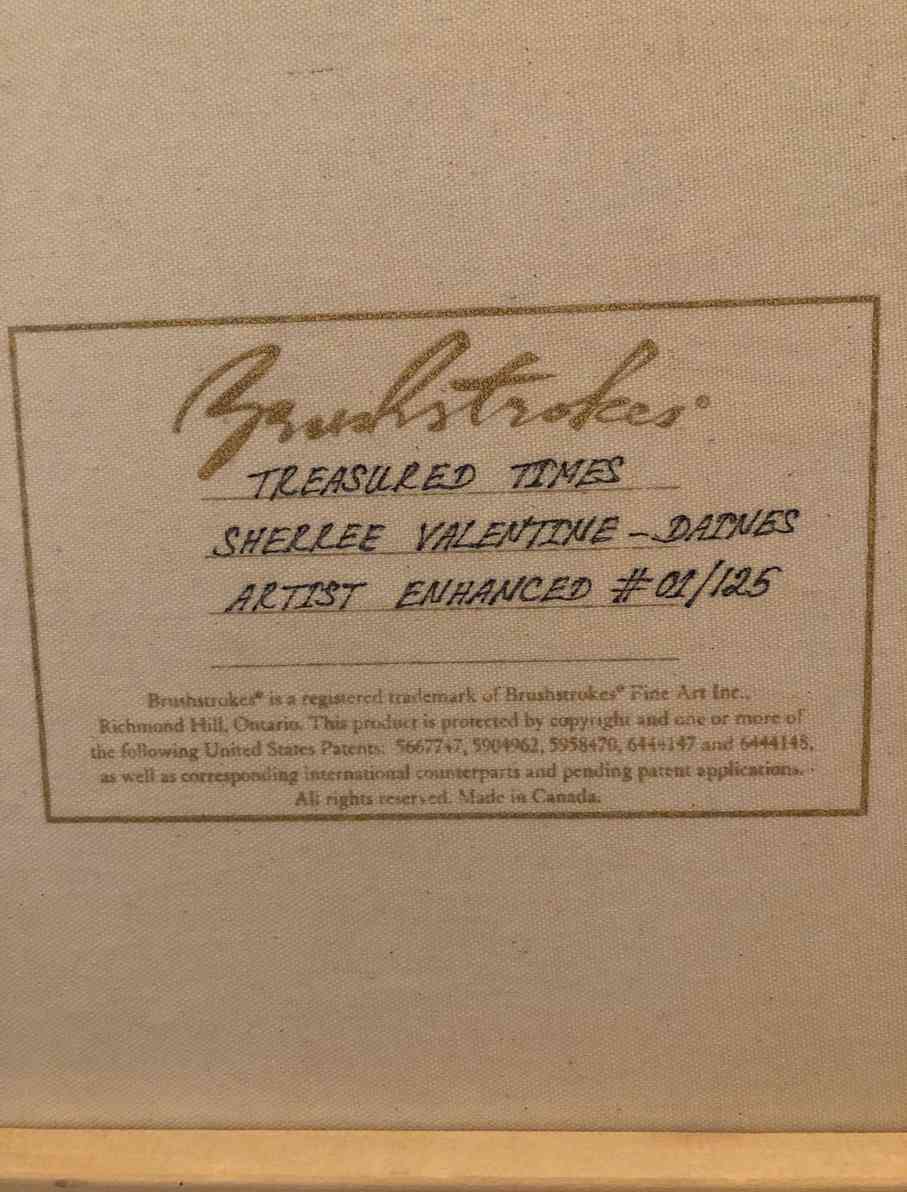 Brushstrokes®
TREASURED TIMES
SHERREE VALENTINE - DAINES
ARTIST ENHANCED #01/125
Brushstrokes® is a registered trademark of Brushstrokes® Fine Art Inc.,
Richmond Hill, Ontario. This product is protected by copyright and one or more of
the following United States Patents: 5667747, 5904962, 5958470, 6444147 and 6444148,
as well as corresponding international counterparts and pending patent applications.
All rights reserved. Made in Canada.